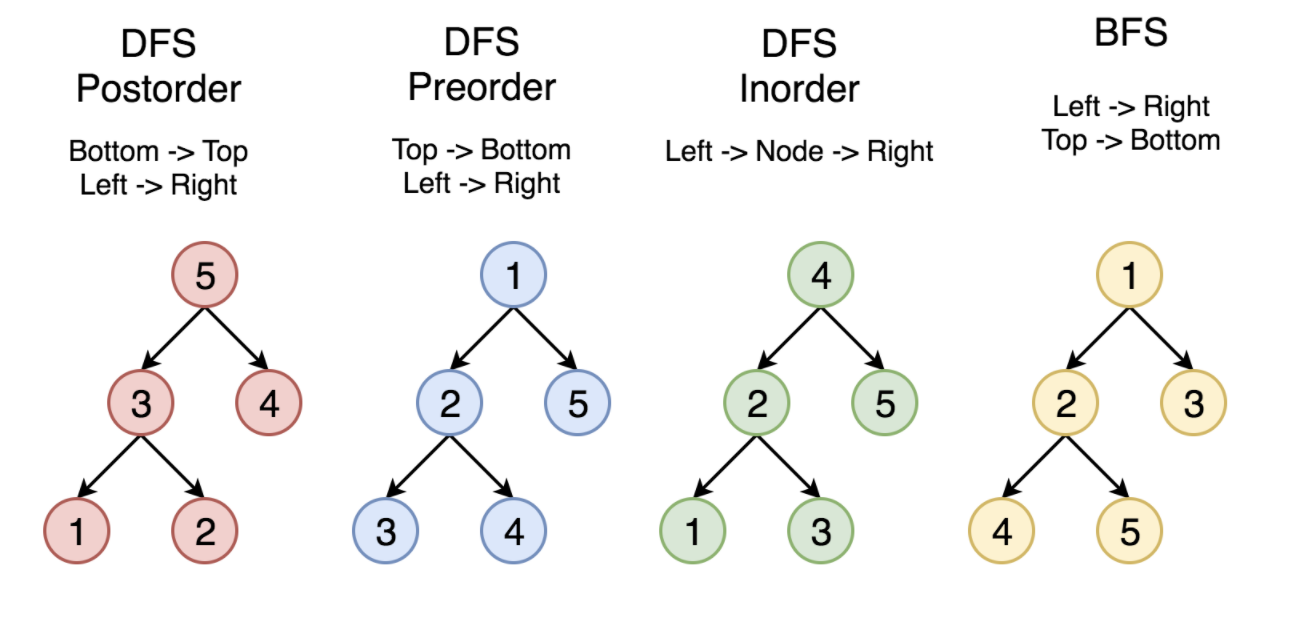 DFS
Postorder
Bottom -> Top
Left -> Right
5
3
4
1
2
DFS
Preorder
Top -> Bottom
Left -> Right
1
2
5
3
4
DFS
Inorder
Left -> Node -> Right
4
2
5
1
3
BFS
Left -> Right
Top -> Bottom
1
2
3
4
5